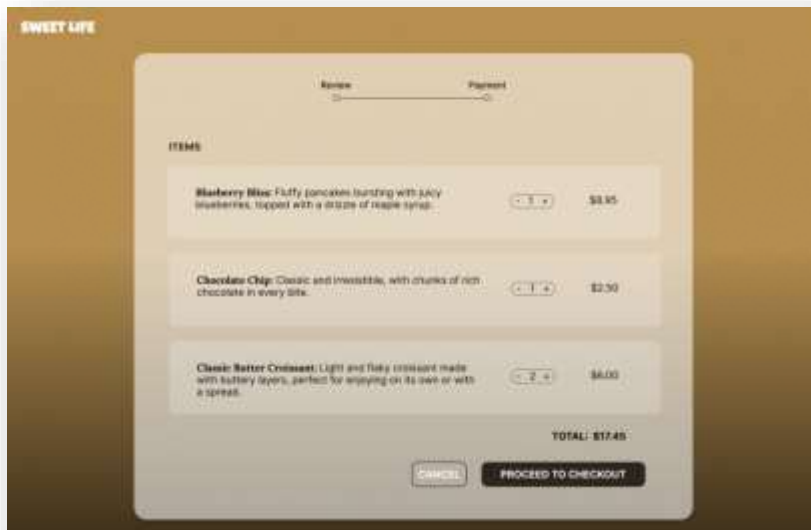 SWEET LIFE
Review
Payment
ITEMS
Blueberry Bliss: Fluffy pancakes bursting with juicy
blueberries, topped with a drizzle of maple syrup.
- 1 +
$8.95
Chocolate Chip: Classic and irresistible, with chunks of rich
chocolate in every bite.
- 1 +
$2.50
Classic Butter Croissant: Light and flaky croissant made
with buttery layers, perfect for enjoying on its own or with
a spread.
- 2 +
$6.00
TOTAL: $17.45
CANCEL
PROCEED TO CHECKOUT